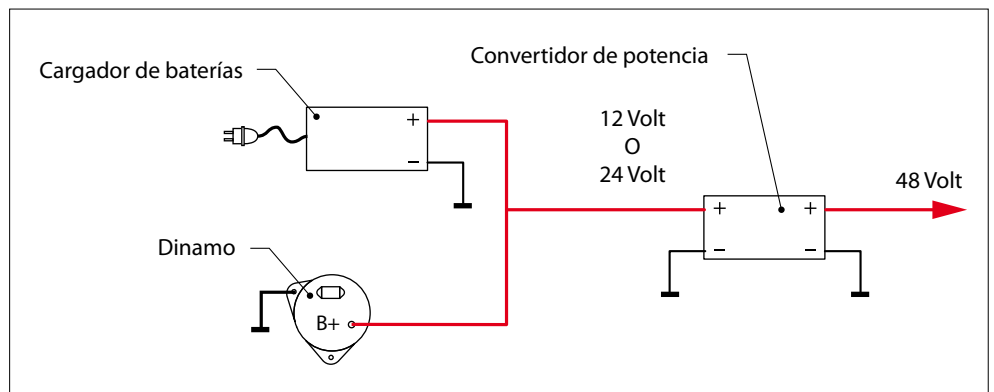 Cargador de baterías
Convertidor de potencia
12 Volt
O
24 Volt
48 Volt
+
−
+
+
−
−
Dinamo
B+